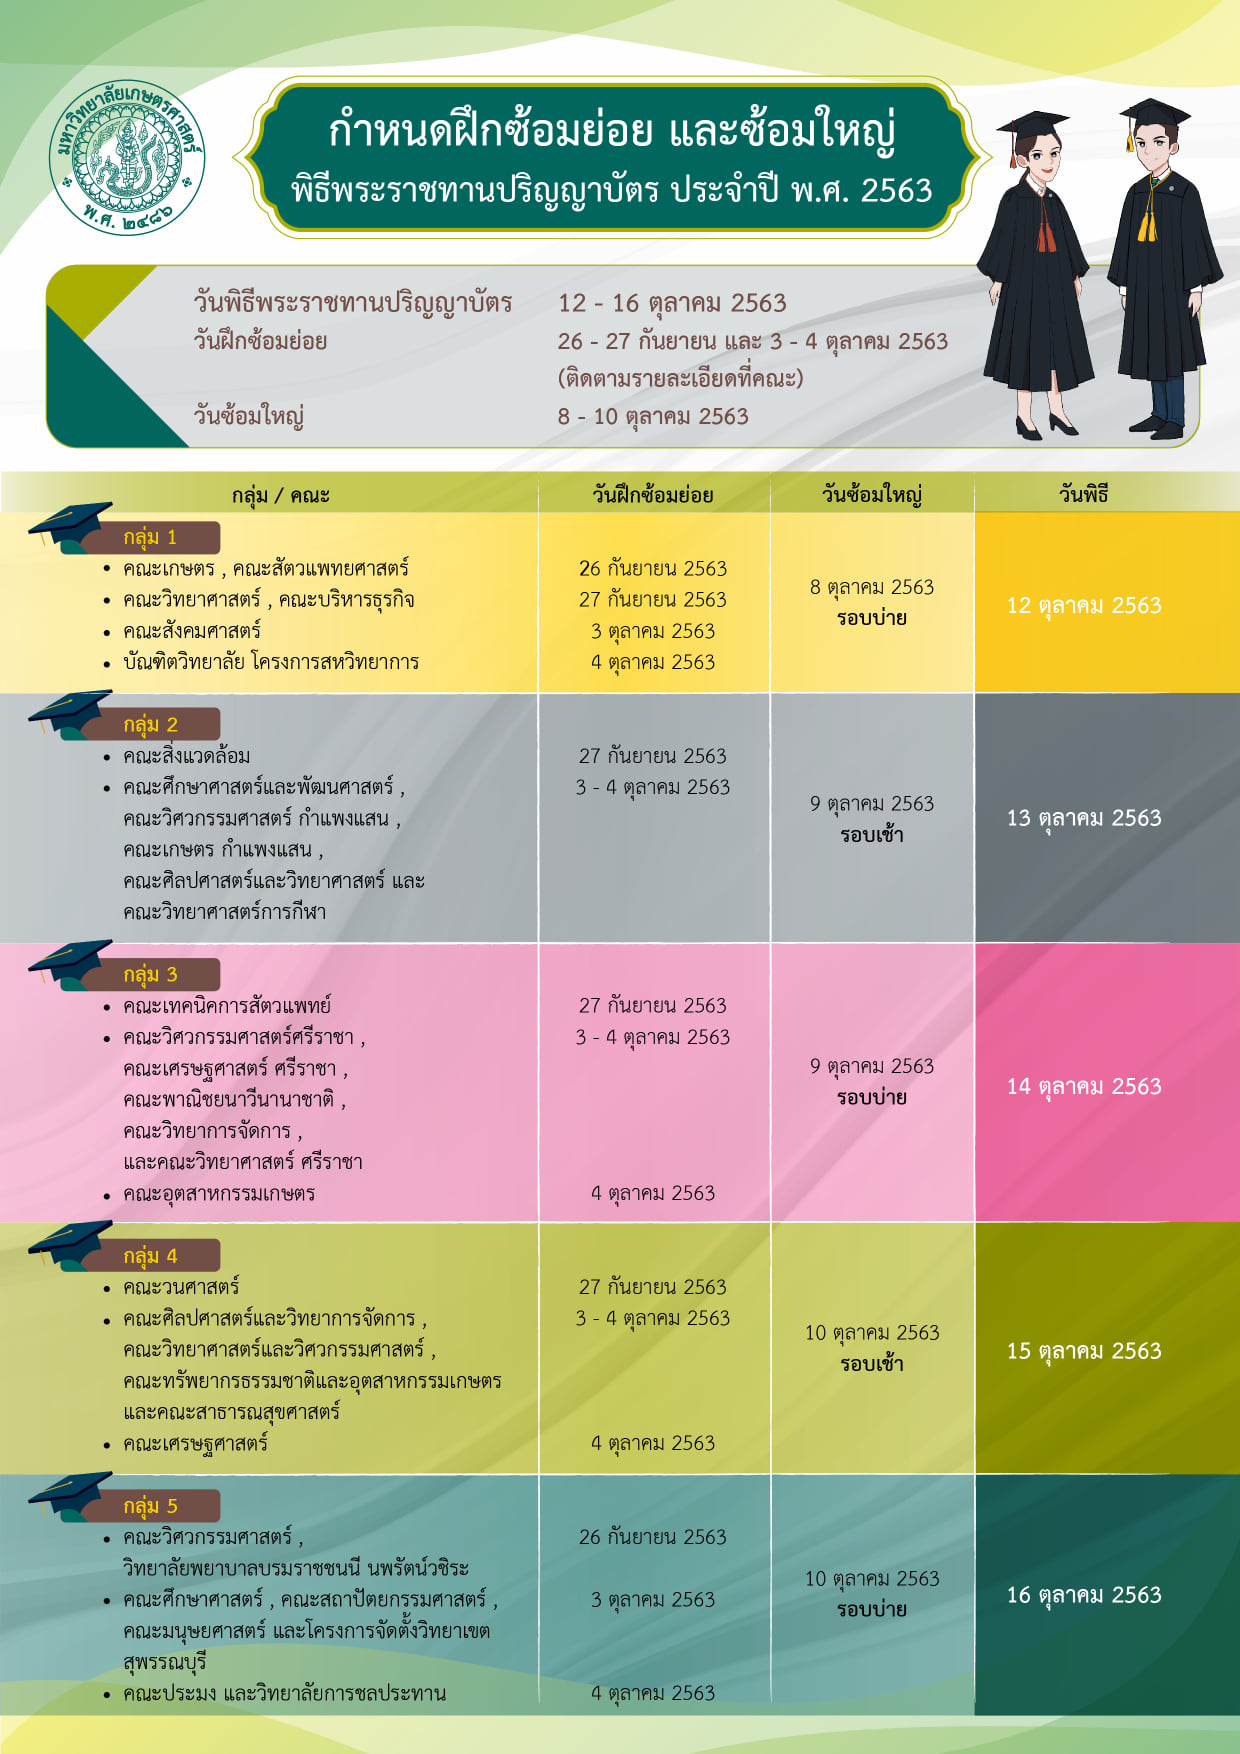 มหาวิทยาลัยเกษตรศาสตร์
พ.ศ. ๒๔๘๖
กำหนดฝึกซ้อมย่อย และซ้อมใหญ่
พิธีพระราชทานปริญญาบัตร ประจำปี พ.ศ. 2563
วันพิธีพระราชทานปริญญาบัตร 12 - 16 ตุลาคม 2563
วันฝึกซ้อมย่อย 26 - 27 กันยายน และ 3 - 4 ตุลาคม 2563
(ติดตามรายละเอียดที่คณะ)
วันซ้อมใหญ่ 8 - 10 ตุลาคม 2563
กลุ่ม / คณะ วันฝึกซ้อมย่อย วันซ้อมใหญ่ วันพิธี
กลุ่ม 1
• คณะเกษตร , คณะสัตวแพทยศาสตร์ 26 กันยายน 2563
• คณะวิทยาศาสตร์ , คณะบริหารธุรกิจ 27 กันยายน 2563
• คณะสังคมศาสตร์ 3 ตุลาคม 2563
• บัณฑิตวิทยาลัย โครงการสหวิทยาการ 4 ตุลาคม 2563
8 ตุลาคม 2563
รอบบ่าย
12 ตุลาคม 2563
กลุ่ม 2
• คณะสิ่งแวดล้อม 27 กันยายน 2563
• คณะศึกษาศาสตร์และพัฒนศาสตร์ , 3 - 4 ตุลาคม 2563
คณะวิศวกรรมศาสตร์ กำแพงแสน ,
คณะเกษตร กำแพงแสน ,
คณะศิลปศาสตร์และวิทยาศาสตร์ และ
คณะวิทยาศาสตร์การกีฬา
9 ตุลาคม 2563
รอบเช้า
13 ตุลาคม 2563
กลุ่ม 3
• คณะเทคนิคการสัตวแพทย์ 27 กันยายน 2563
• คณะวิศวกรรมศาสตร์ศรีราชา , 3 - 4 ตุลาคม 2563
คณะเศรษฐศาสตร์ ศรีราชา ,
คณะพาณิชยนาวีนานาชาติ ,
คณะวิทยาการจัดการ ,
และคณะวิทยาศาสตร์ ศรีราชา
• คณะอุตสาหกรรมเกษตร 4 ตุลาคม 2563
9 ตุลาคม 2563
รอบบ่าย
14 ตุลาคม 2563
กลุ่ม 4
• คณะวนศาสตร์ 27 กันยายน 2563
• คณะศิลปศาสตร์และวิทยาการจัดการ , 3 - 4 ตุลาคม 2563
คณะวิทยาศาสตร์และวิศวกรรมศาสตร์ ,
คณะทรัพยากรธรรมชาติและอุตสาหกรรมเกษตร
และคณะสาธารณสุขศาสตร์
• คณะเศรษฐศาสตร์ 4 ตุลาคม 2563
10 ตุลาคม 2563
รอบเช้า
15 ตุลาคม 2563
กลุ่ม 5
• คณะวิศวกรรมศาสตร์ , 26 กันยายน 2563
วิทยาลัยพยาบาลบรมราชชนนี นพรัตน์วชิระ
• คณะศึกษาศาสตร์ , คณะสถาปัตยกรรมศาสตร์ , 3 ตุลาคม 2563
คณะมนุษยศาสตร์ และโครงการจัดตั้งวิทยาเขต
สุพรรณบุรี
• คณะประมง และวิทยาลัยการชลประทาน 4 ตุลาคม 2563
10 ตุลาคม 2563
รอบบ่าย
16 ตุลาคม 2563